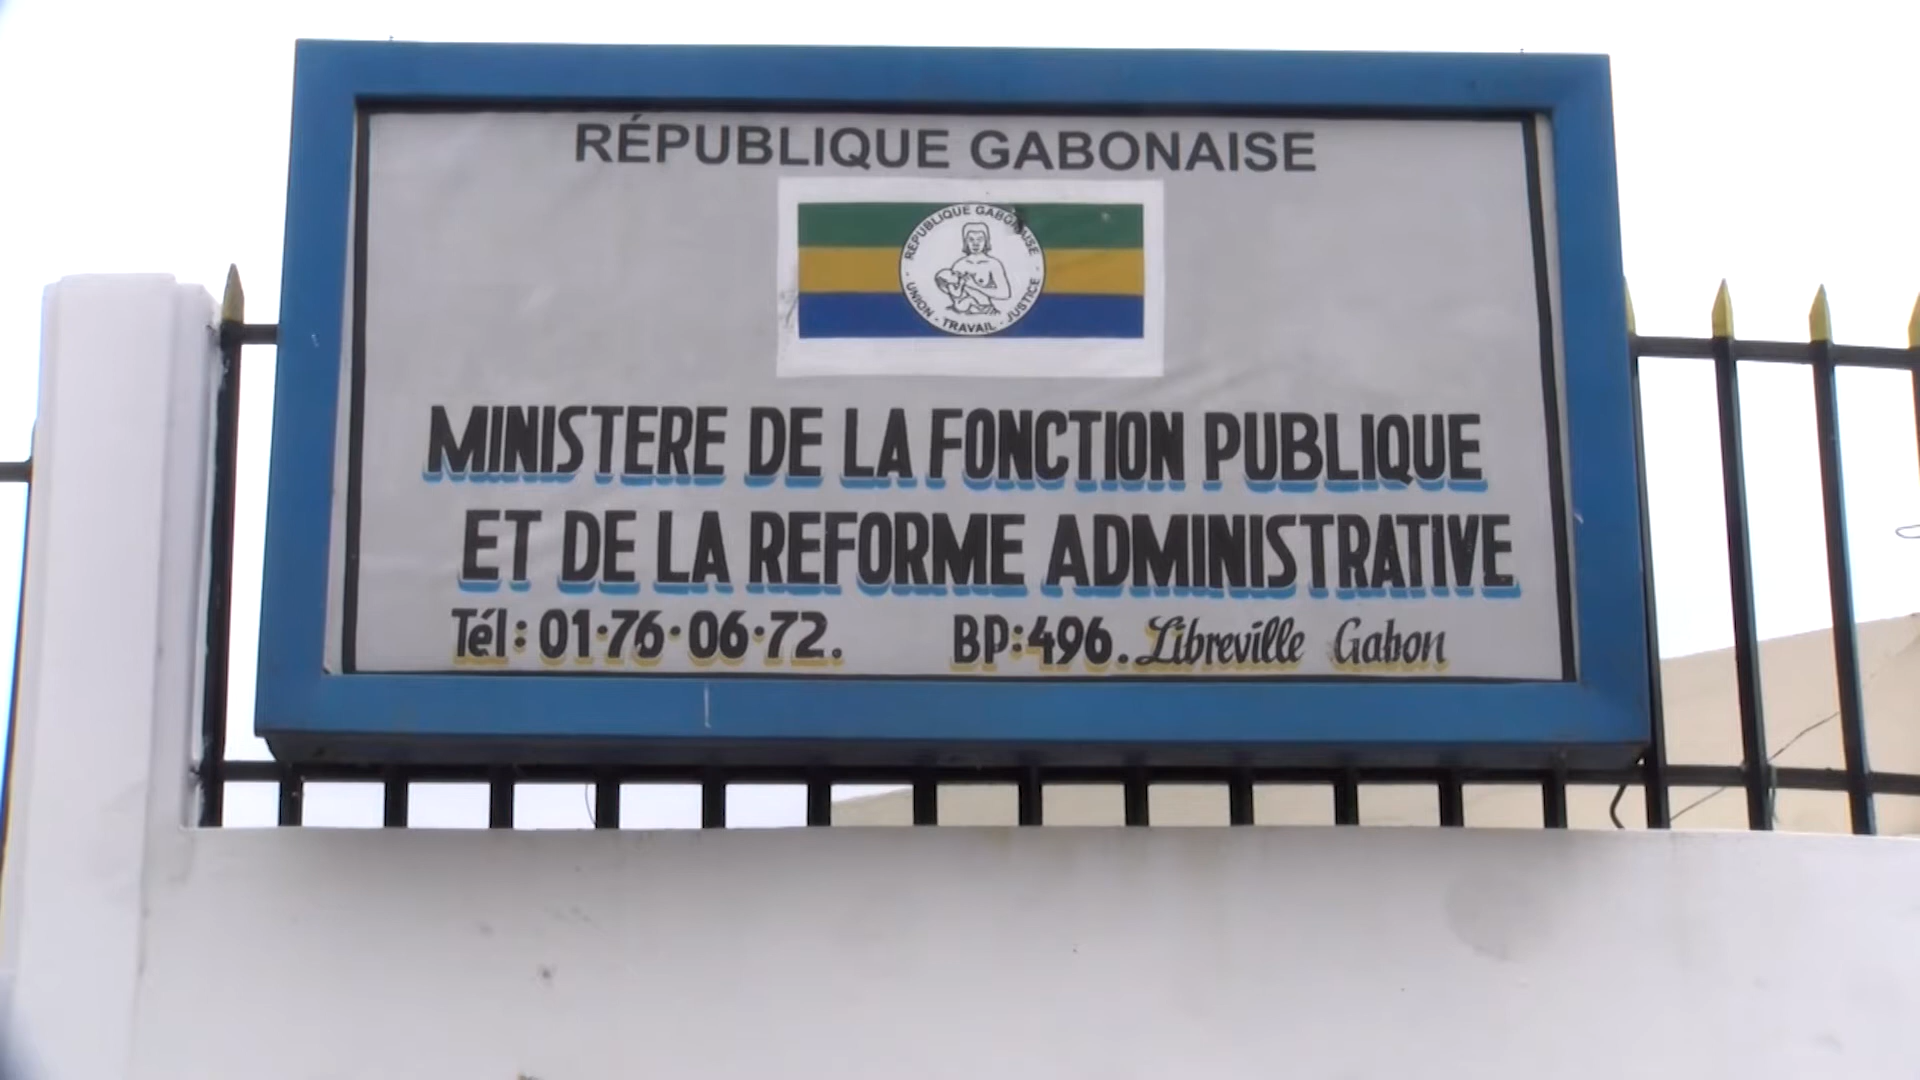 RÉPUBLIQUE GABONAISE
RÉPUBLIQUE GABONAISE
UNION - TRAVAIL - JUSTICE
MINISTERE DE LA FONCTION PUBLIQUE
ET DE LA REFORME ADMINISTRATIVE
Tél: 01·76·06·72. BP:496. Libreville Gabon